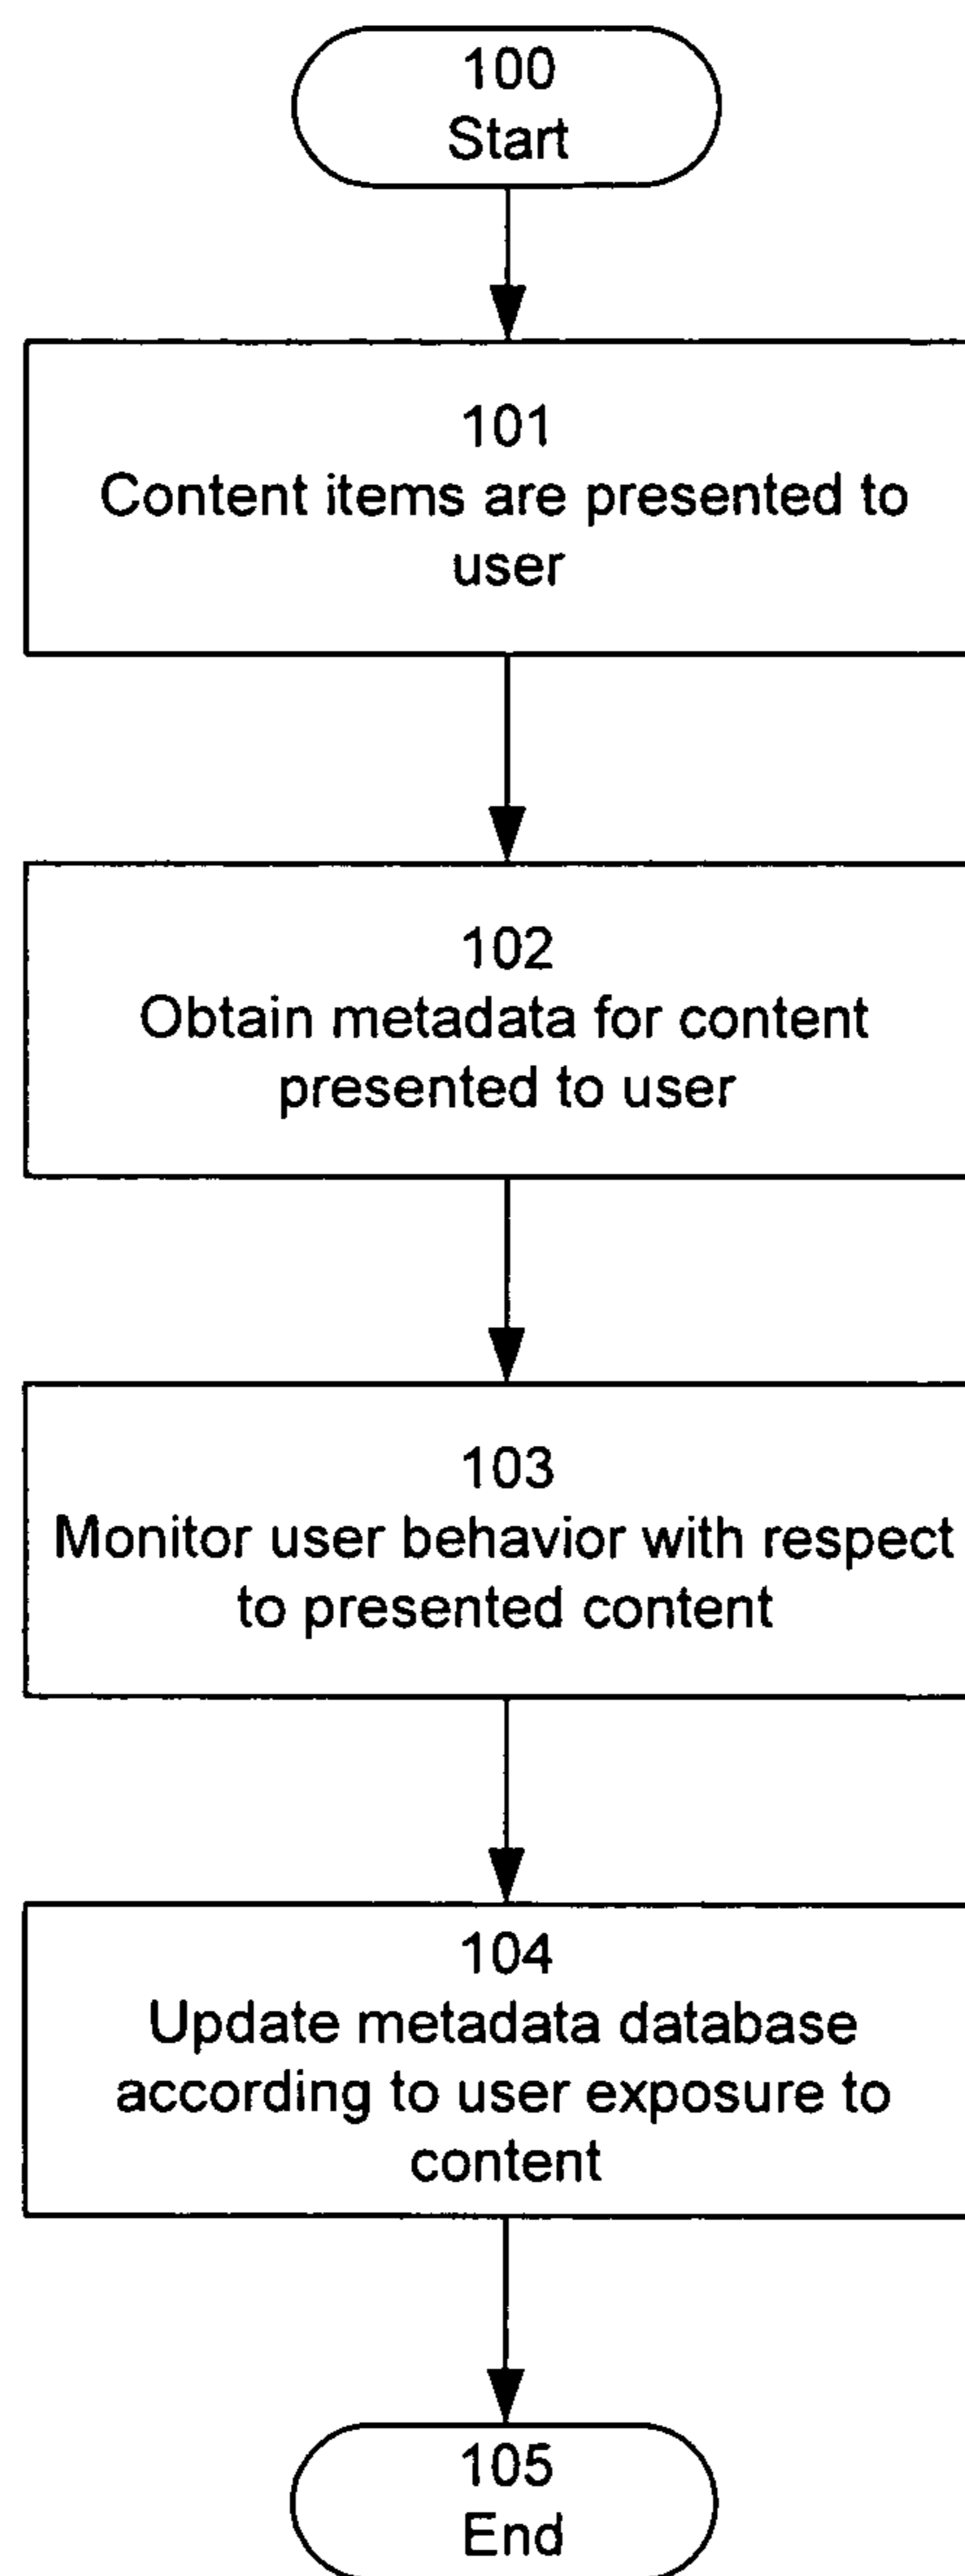 100
Start
101
Content items are presented to
user
102
Obtain metadata for content
presented to user
103
Monitor user behavior with respect
to presented content
104
Update metadata database
according to user exposure to
content
105
End